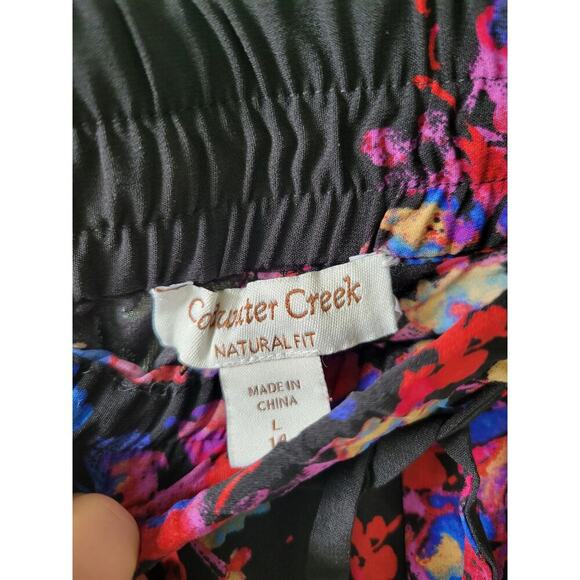 Coldwater Creek
NATURAL FIT
MADE IN
CHINA
L
14